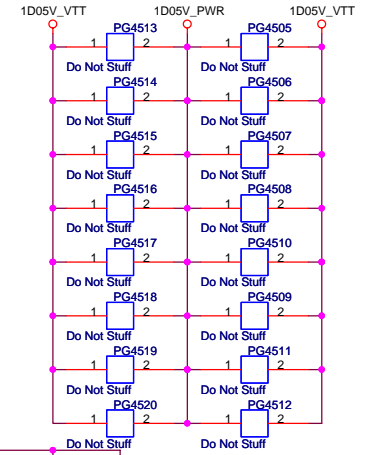 1D05V_VTT 1D05V_PWR 1D05V_VTT
PG4513 PG4505
1 2 1 2
Do Not Stuff Do Not Stuff
PG4514 PG4506
1 2 1 2
Do Not Stuff Do Not Stuff
PG4515 PG4507
1 2 1 2
Do Not Stuff Do Not Stuff
PG4516 PG4508
1 2 1 2
Do Not Stuff Do Not Stuff
PG4517 PG4510
1 2 1 2
Do Not Stuff Do Not Stuff
PG4518 PG4509
1 2 1 2
Do Not Stuff Do Not Stuff
PG4519 PG4511
1 2 1 2
Do Not Stuff Do Not Stuff
PG4520 PG4512
1 2 1 2
Do Not Stuff Do Not Stuff